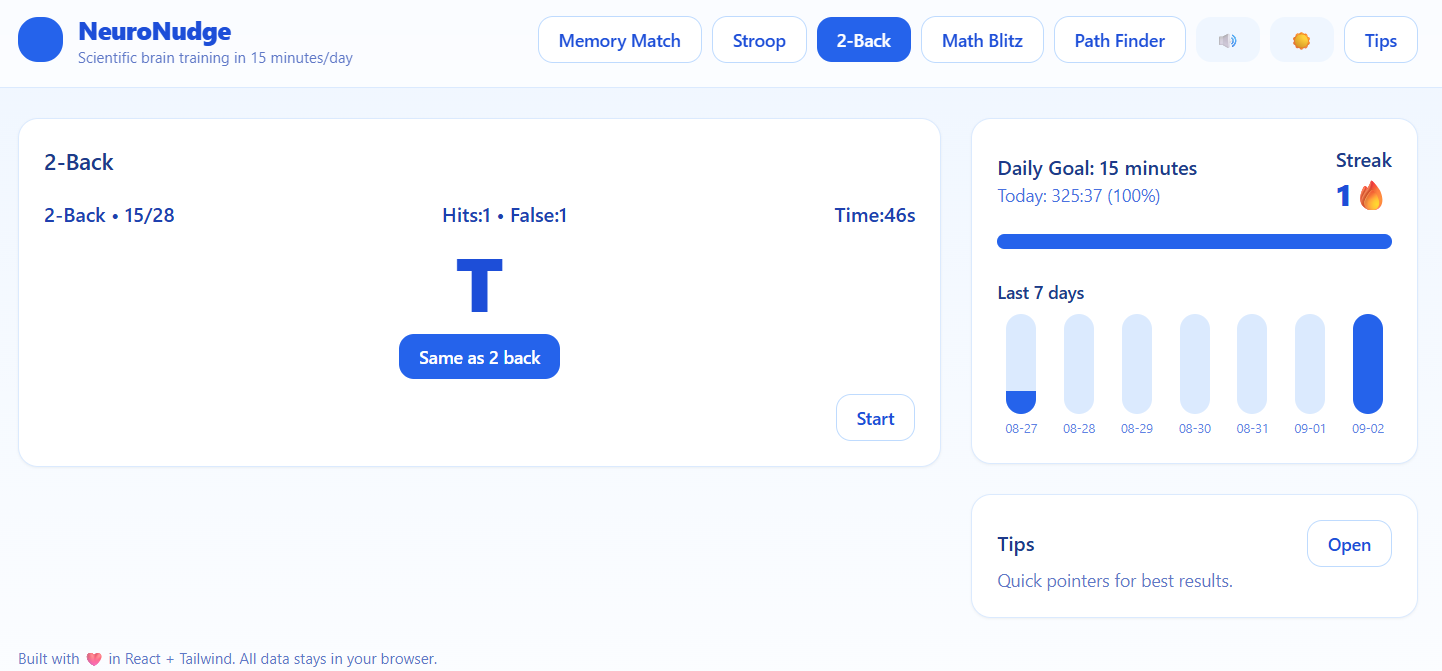 NeuroNudge
Scientific brain training in 15 minutes/day
Memory Match
Stroop
2-Back
Math Blitz
Path Finder
Tips
2-Back
2-Back • 15/28
Hits:1 • False:1
Time:46s
T
Same as 2 back
Start
Daily Goal: 15 minutes
Today: 325:37 (100%)
Streak
1
Last 7 days
08-27
08-28
08-29
08-30
08-31
09-01
09-02
Tips
Quick pointers for best results.
Open
Built with 💖 in React + Tailwind. All data stays in your browser.